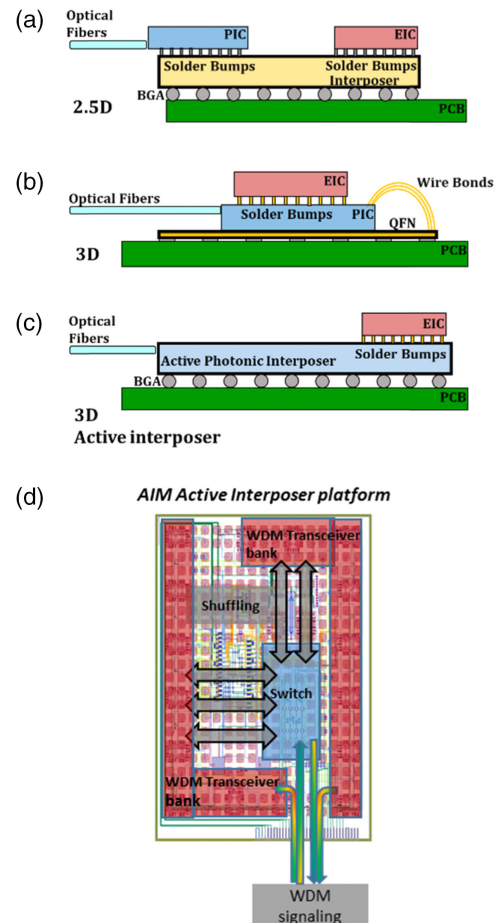 (a)
Optical
Fibers
PIC
EIC
Solder Bumps
Solder Bumps
Interposer
BGA
2.5D
PCB
(b)
EIC
Wire Bonds
Optical Fibers
Solder Bumps
PIC
QFN
3D
PCB
(c)
Optical
Fibers
EIC
Active Photonic Interposer
Solder Bumps
BGA
PCB
3D
Active interposer
(d)
AIM Active Interposer platform
WDM Transceiver
bank
Shuffling
Switch
WDM Transceiver
bank
WDM
signaling